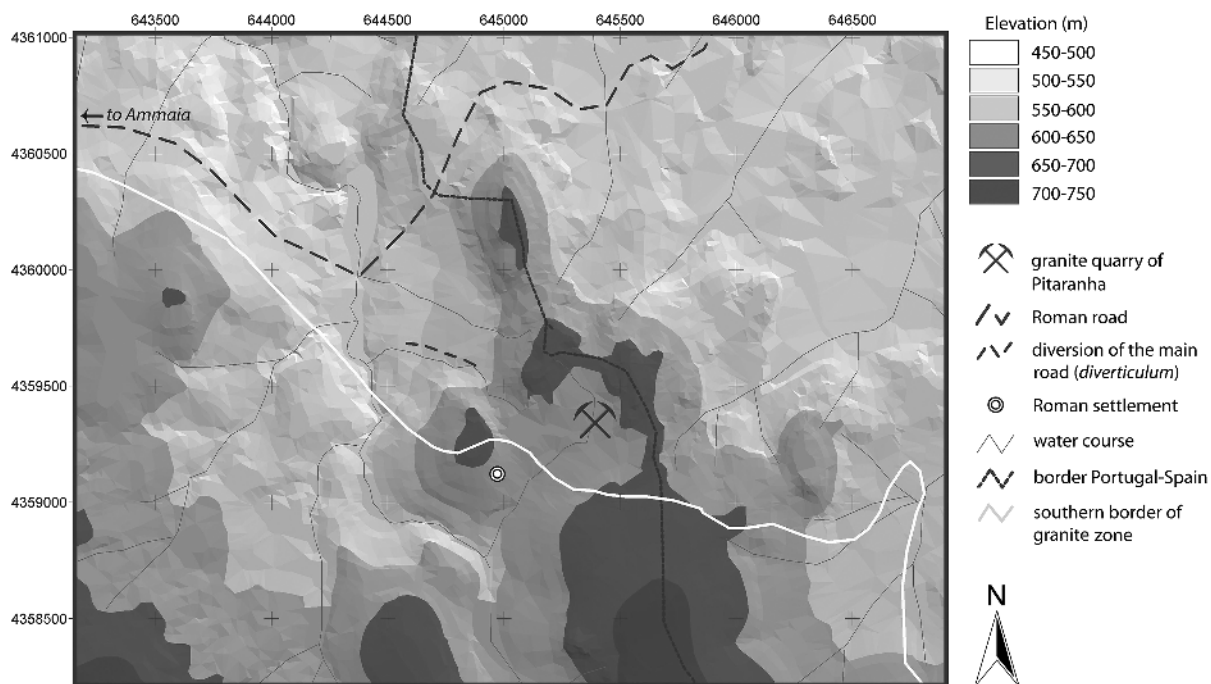 643500 644000 644500 645000 645500 646000 646500
4361000
4360500
4360000
4359500
4359000
4358500
to Ammaia
Elevation (m)
450-500
500-550
550-600
600-650
650-700
700-750
granite quarry of
Pitaranha
Roman road
diversion of the main
road (diverticulum)
Roman settlement
water course
border Portugal-Spain
southern border of
granite zone
N